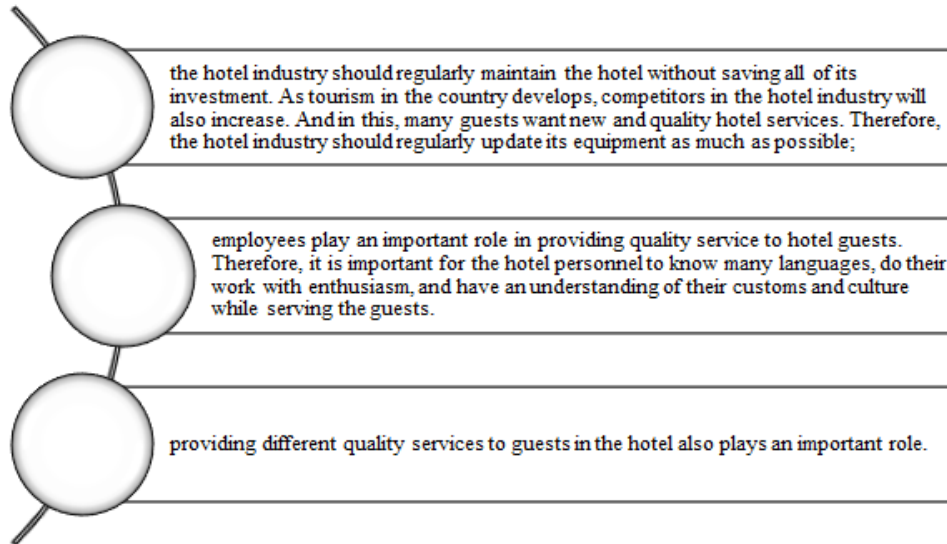 the hotel industry should regularly maintain the hotel without saving all of its
investment. As tourism in the country develops, competitors in the hotel industry will
also increase. And in this, many guests want new and quality hotel services. Therefore,
the hotel industry should regularly update its equipment as much as possible;
employees play an important role in providing quality service to hotel guests.
Therefore, it is important for the hotel personnel to know many languages, do their
work with enthusiasm, and have an understanding of their customs and culture
while serving the guests.
providing different quality services to guests in the hotel also plays an important role.